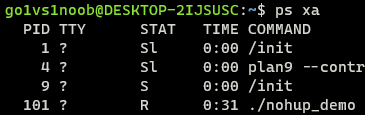 go1vs1noob@DESKTOP-2IJSUSC:~$ ps xa
PID TTY STAT TIME COMMAND
1 ? Sl 0:00 /init
4 ? Sl 0:00 plan9 --contr
9 ? S 0:00 /init
101 ? R 0:31 ./nohup_demo